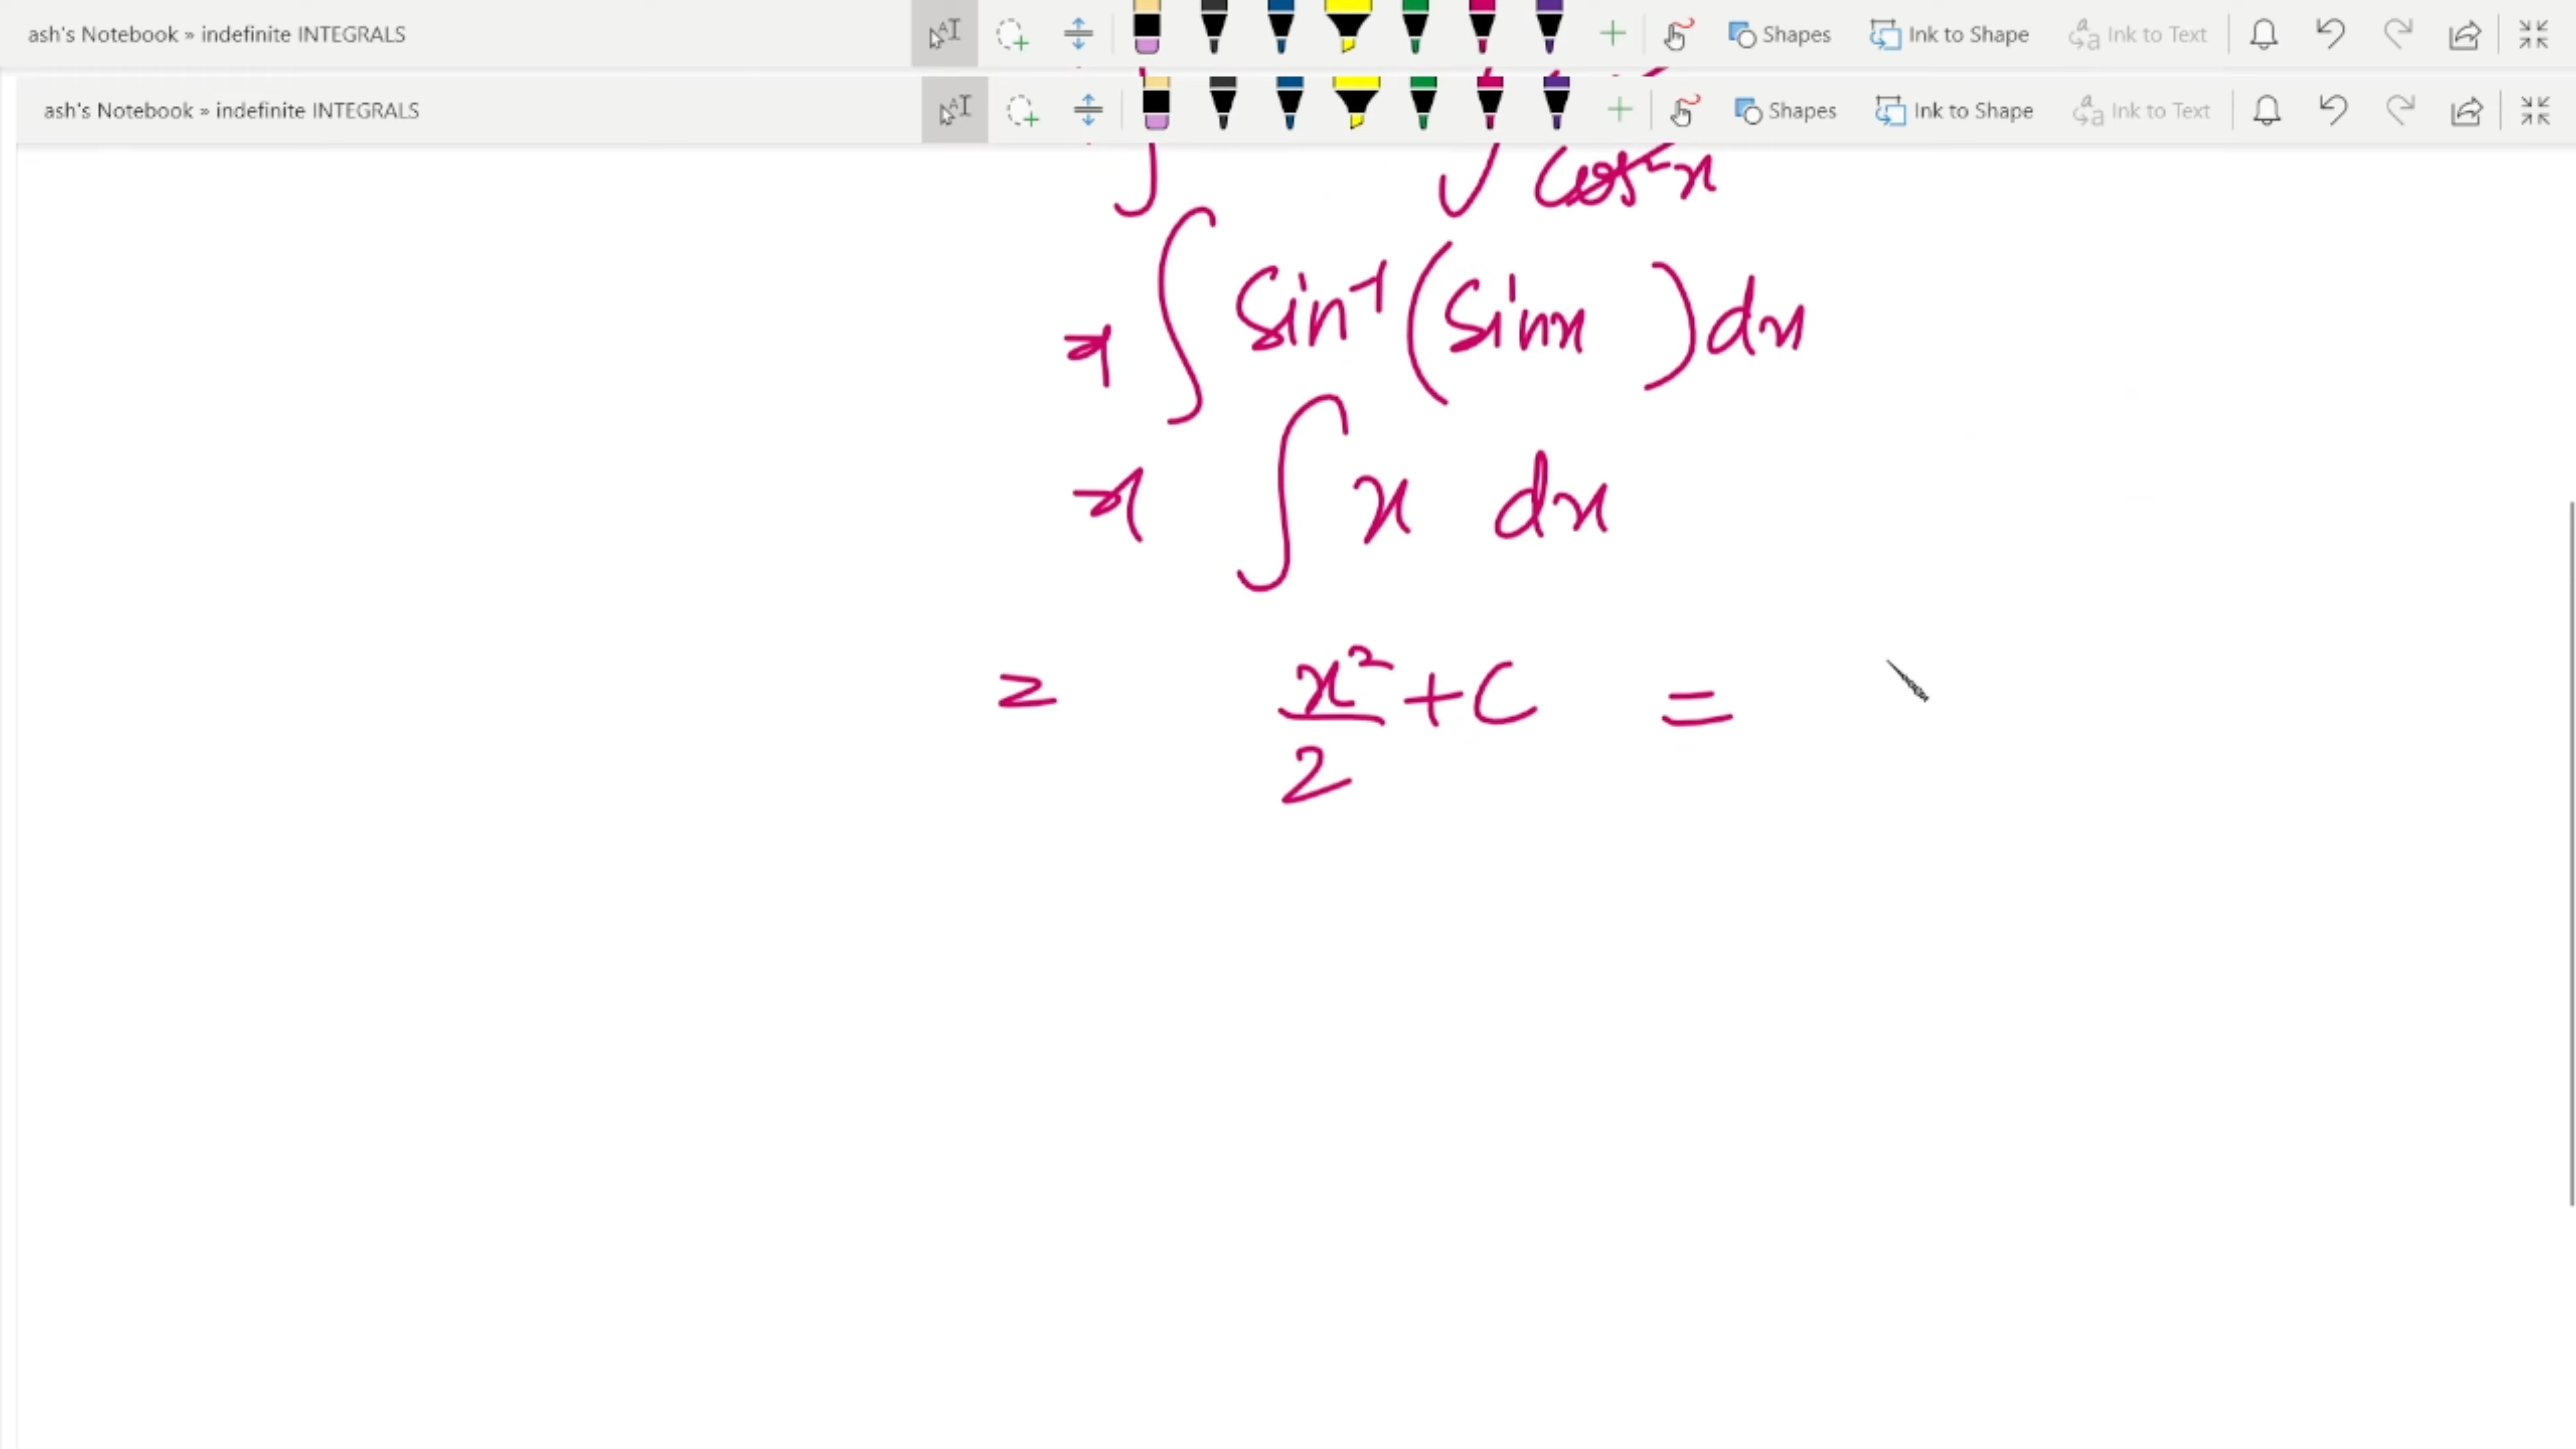 ash's Notebook » indefinite INTEGRALS Shapes Ink to Shape Ink to Text
ash's Notebook » indefinite INTEGRALS Shapes Ink to Shape Ink to Text
∫ √ cos²x
⇒ ∫ Sin⁻¹(Sinx ) dx
⇒ ∫ x dx
= x²/2 + C =